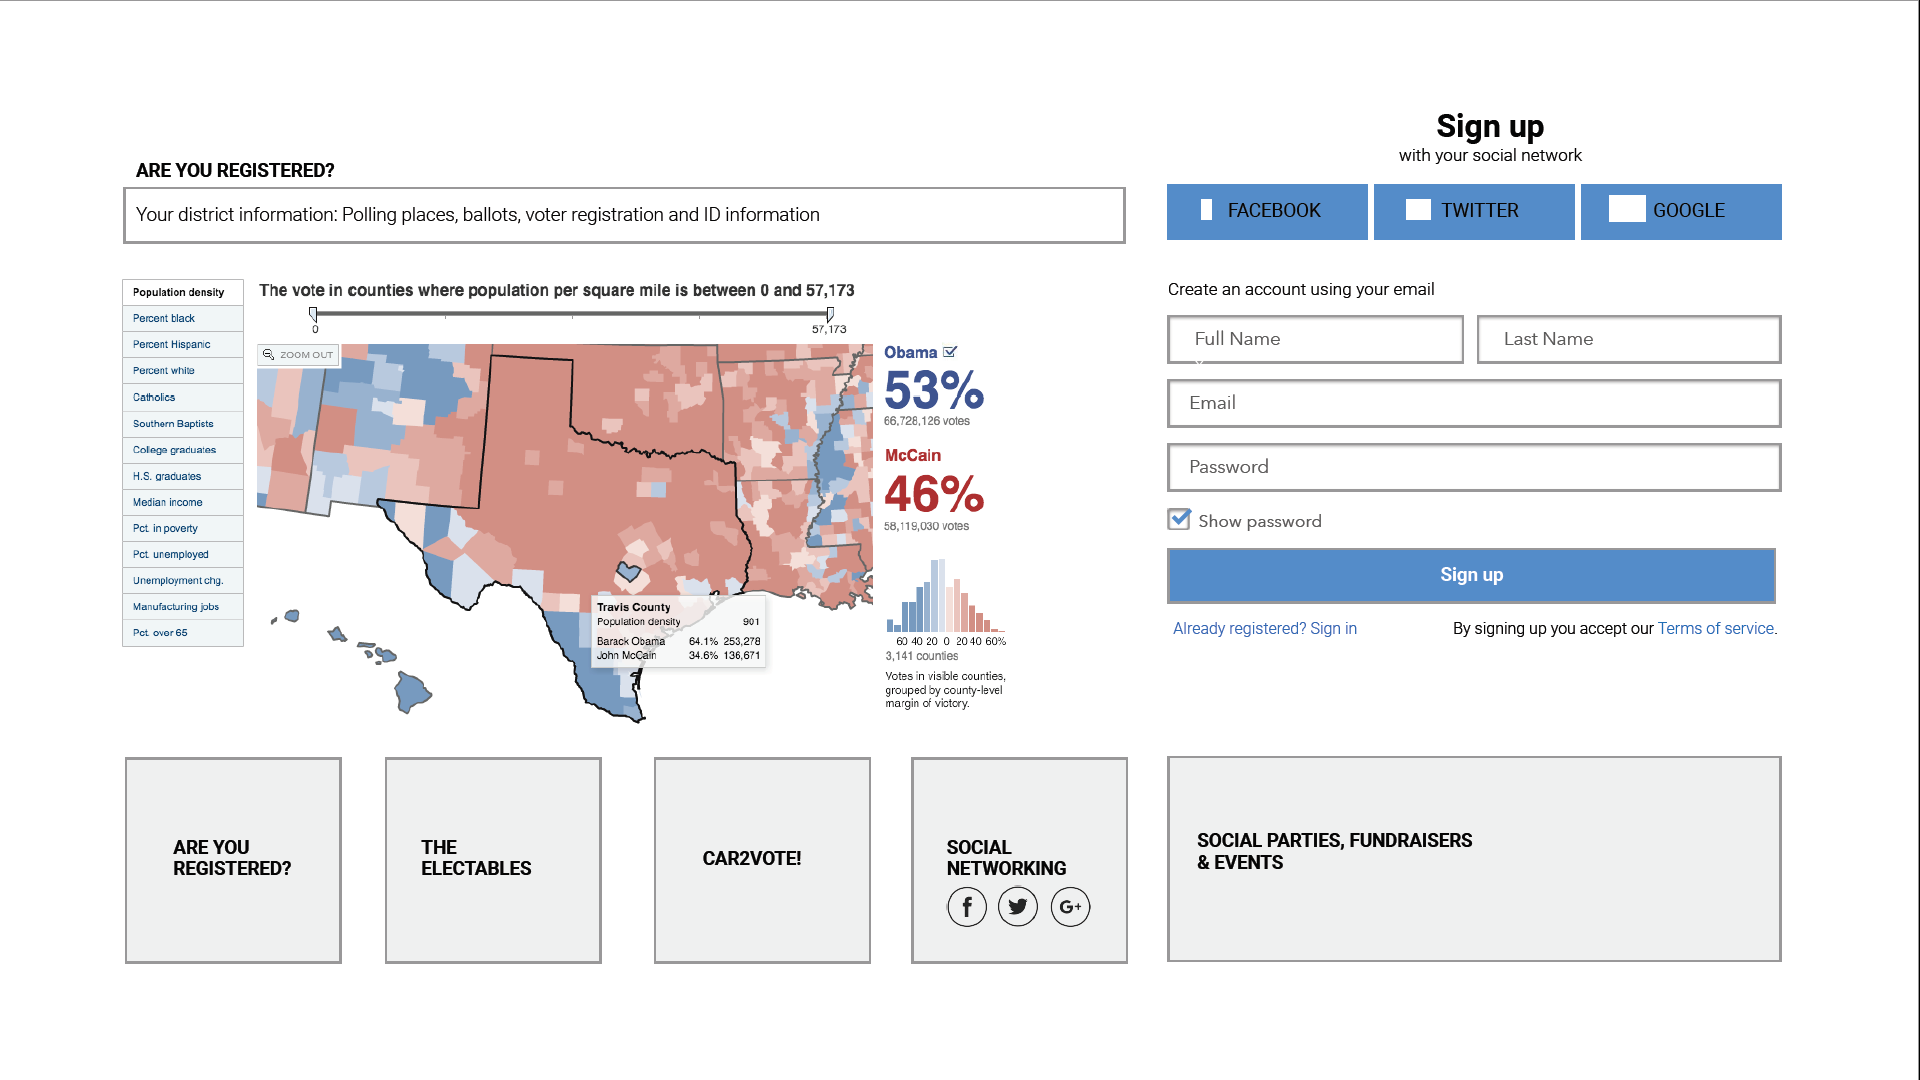 ARE YOU REGISTERED?
Your district information: Polling places, ballots, voter registration and ID information
Population density
Percent black
Percent Hispanic
Percent white
Catholics
Southern Baptists
College graduates
H.S. graduates
Median income
Pct. in poverty
Pct. unemployed
Unemployment chg.
Manufacturing jobs
Pct. over 65
The vote in counties where population per square mile is between 0 and 57,173
0
57,173
ZOOM OUT
Travis County
Population density 901
Barack Obama 64.1% 253,278
John McCain 34.6% 136,671
Obama
53%
66,728,126 votes
McCain
46%
58,119,030 votes
60 40 20 0 20 40 60%
3,141 counties
Votes in visible counties,
grouped by county-level
margin of victory.
Sign up
with your social network
FACEBOOK
TWITTER
GOOGLE
Create an account using your email
Full Name
Last Name
Email
Password
Show password
Sign up
Already registered? Sign in
By signing up you accept our Terms of service.
ARE YOU
REGISTERED?
THE
ELECTABLES
CAR2VOTE!
SOCIAL
NETWORKING
f
G+
SOCIAL PARTIES, FUNDRAISERS
& EVENTS